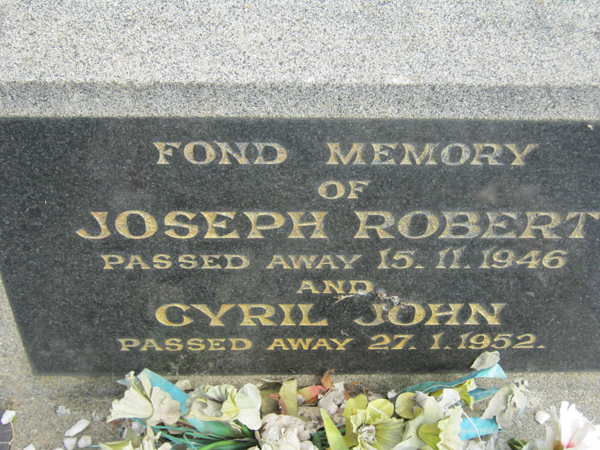 FOND MEMORY
OF
JOSEPH ROBERT
PASSED AWAY 15.11.1946
AND
CYRIL JOHN
PASSED AWAY 27.1.1952.